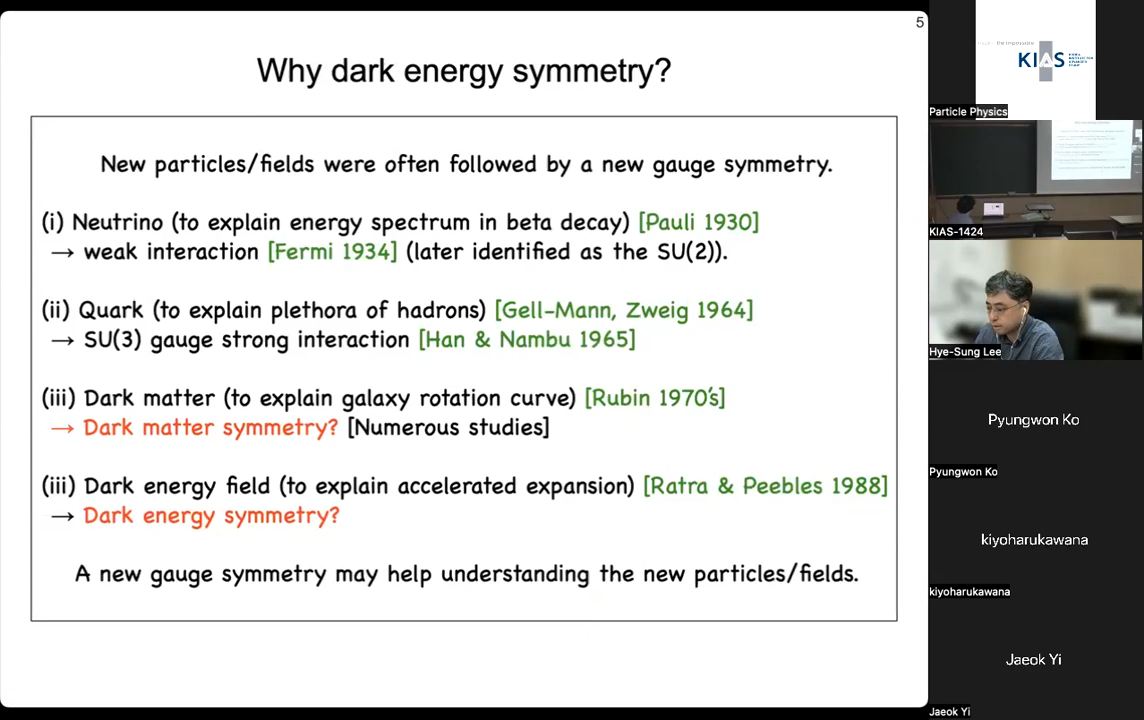 5
Why dark energy symmetry?
New particles/fields were often followed by a new gauge symmetry.
(i) Neutrino (to explain energy spectrum in beta decay) [Pauli 1930]
→ weak interaction [Fermi 1934] (later identified as the SU(2)).
(ii) Quark (to explain plethora of hadrons) [Gell-Mann, Zweig 1964]
→ SU(3) gauge strong interaction [Han & Nambu 1965]
(iii) Dark matter (to explain galaxy rotation curve) [Rubin 1970's]
→ Dark matter symmetry? [Numerous studies]
(iii) Dark energy field (to explain accelerated expansion) [Ratra & Peebles 1988]
→ Dark energy symmetry?
A new gauge symmetry may help understanding the new particles/fields.
KIAS
Particle Physics
KIAS-1424
Hye-Sung Lee
Pyungwon Ko
Pyungwon Ko
kiyoharukawana
kiyoharukawana
Jaeok Yi
Jaeok Yi